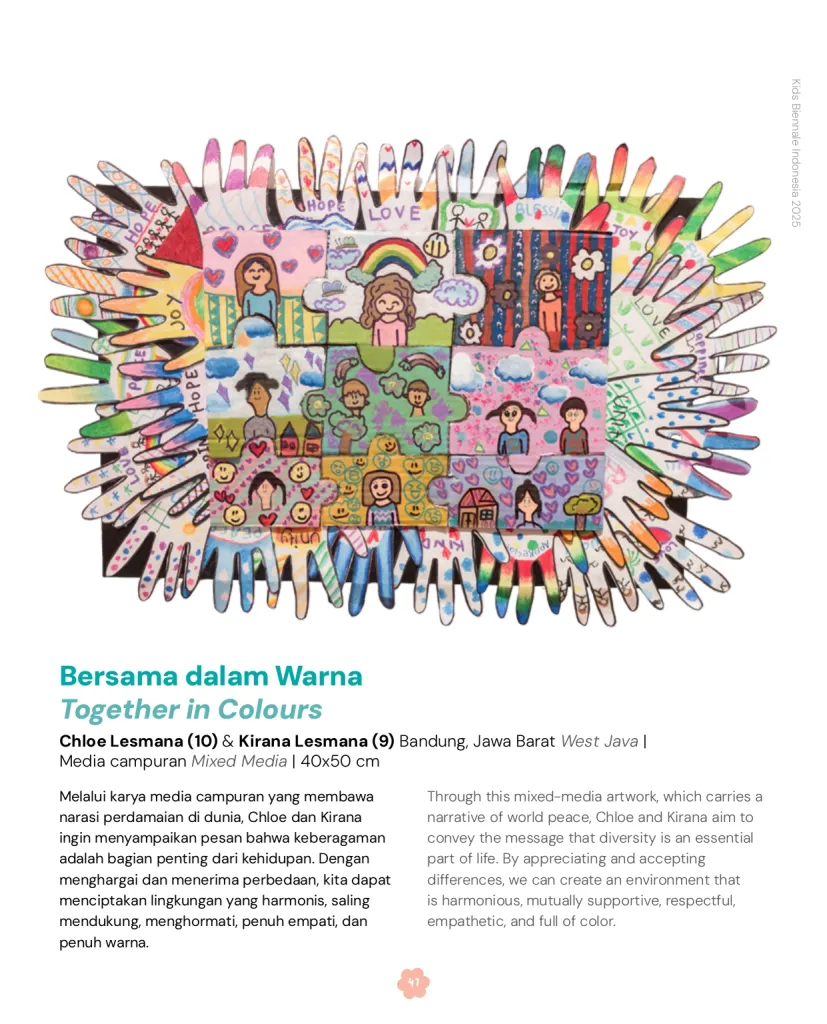 Kids Biennale Indonesia 2025
HOPE
LOVE
BLESSI
JOY
HOPE
JOY
LOVE
HOPE
LOVE
UNITY
KIND
Bersama dalam Warna
Together in Colours
Chloe Lesmana (10) & Kirana Lesmana (9) Bandung, Jawa Barat West Java |
Media campuran Mixed Media | 40x50 cm
Melalui karya media campuran yang membawa
narasi perdamaian di dunia, Chloe dan Kirana
ingin menyampaikan pesan bahwa keberagaman
adalah bagian penting dari kehidupan. Dengan
menghargai dan menerima perbedaan, kita dapat
menciptakan lingkungan yang harmonis, saling
mendukung, menghormati, penuh empati, dan
penuh warna.
Through this mixed-media artwork, which carries a
narrative of world peace, Chloe and Kirana aim to
convey the message that diversity is an essential
part of life. By appreciating and accepting
differences, we can create an environment that
is harmonious, mutually supportive, respectful,
empathetic, and full of color.
47